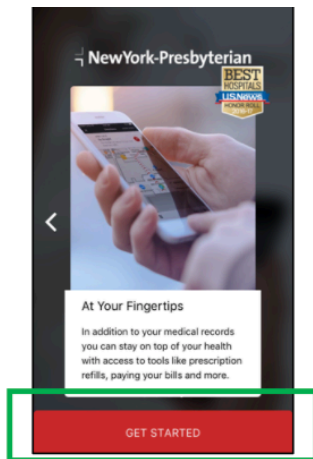 NewYork-Presbyterian
BEST
HOSPITALS
U.S.News
HONOR ROLL
At Your Fingertips
In addition to your medical records
you can stay on top of your health
with access to tools like prescription
refills, paying your bills and more.
GET STARTED